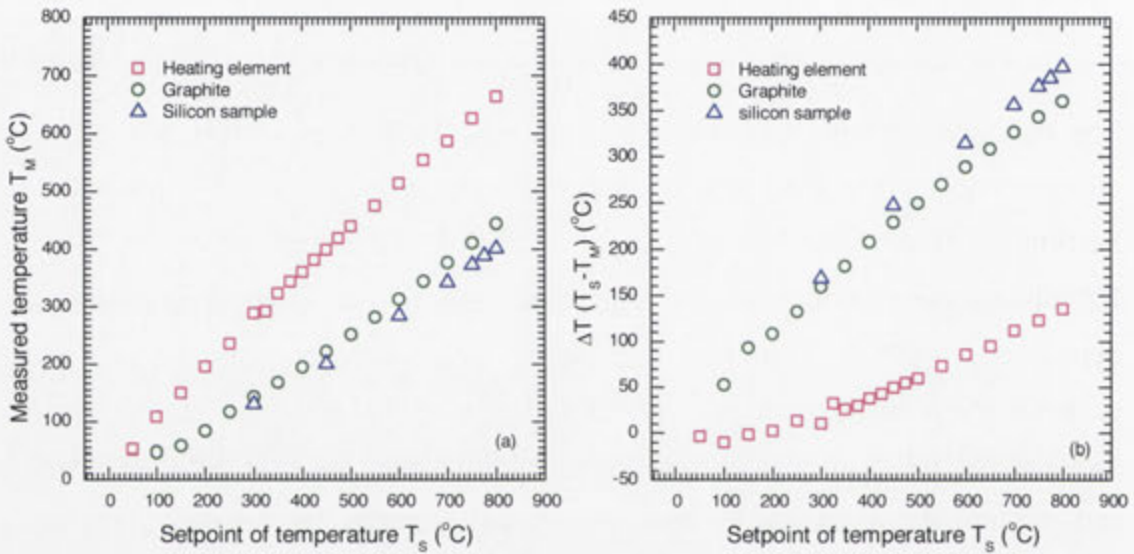 Measured temperature T_M (°C)
800
700
600
500
400
300
200
100
0
Heating element
Graphite
Silicon sample
(a)
0 100 200 300 400 500 600 700 800 900
Setpoint of temperature T_S (°C)
ΔT (T_S-T_M) (°C)
450
400
350
300
250
200
150
100
50
0
-50
Heating element
Graphite
silicon sample
(b)
0 100 200 300 400 500 600 700 800 900
Setpoint of temperature T_S (°C)